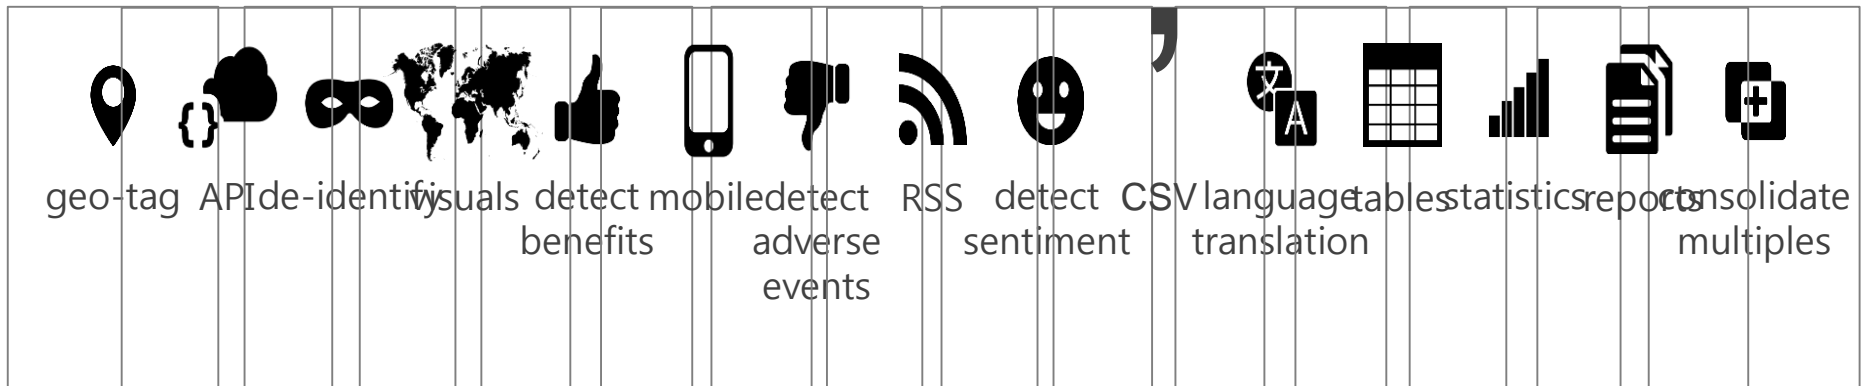 geo-tag
API
de-identify
visuals
detect
benefits
mobile
detect
adverse
events
RSS
detect
sentiment
,
CSV
文
A
language
translation
tables
statistics
reports
consolidate
multiples
{}